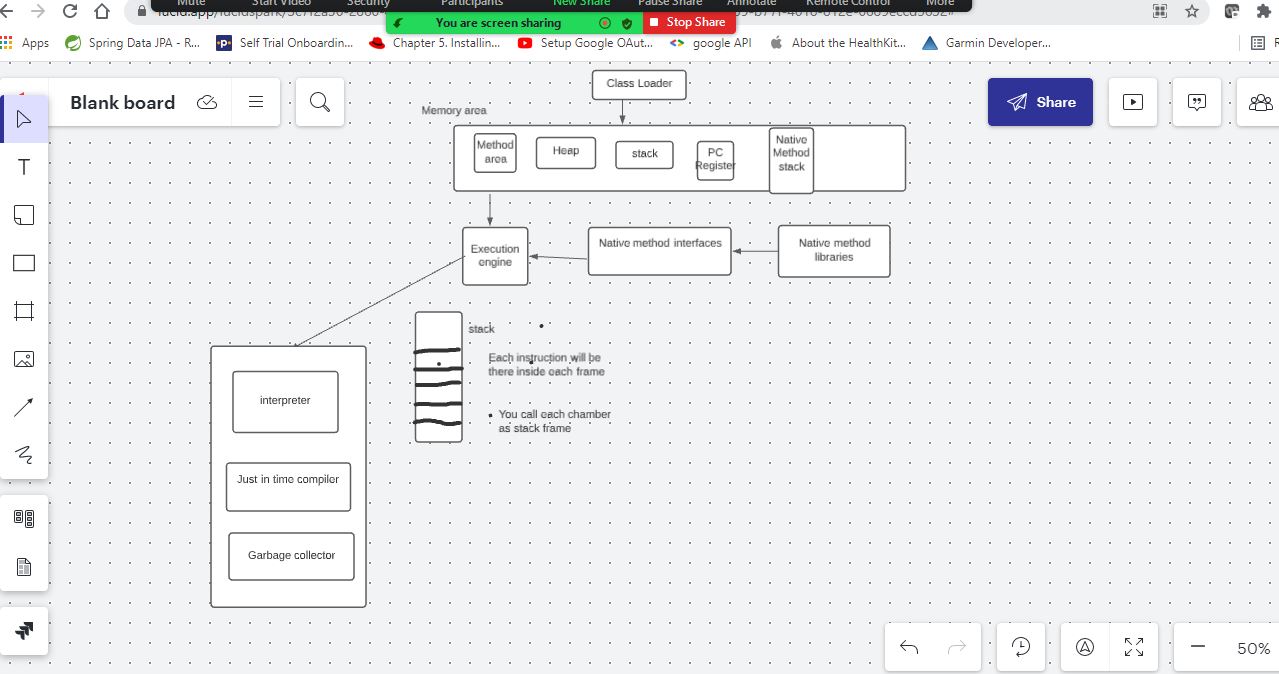 Mute Start Video Security Participants New Share Pause Share Annotate Remote Control More
You are screen sharing Stop Share
Apps Spring Data JPA - R... Self Trial Onboardin... Chapter 5. Installin... Setup Google OAut... google API About the HealthKit... Garmin Developer...
Blank board
Share
T
Class Loader
Memory area
Method
area
Heap
stack
PC
Register
Native
Method
stack
Execution
engine
Native method interfaces
Native method
libraries
stack
Each instruction will be
there inside each frame
• You call each chamber
as stack frame
interpreter
Just in time compiler
Garbage collector
50%